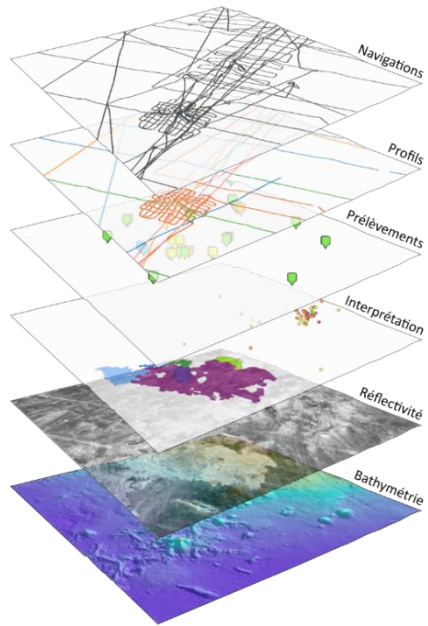 Navigations
Profils
Prélèvements
Interprétation
Réflectivité
Bathymétrie